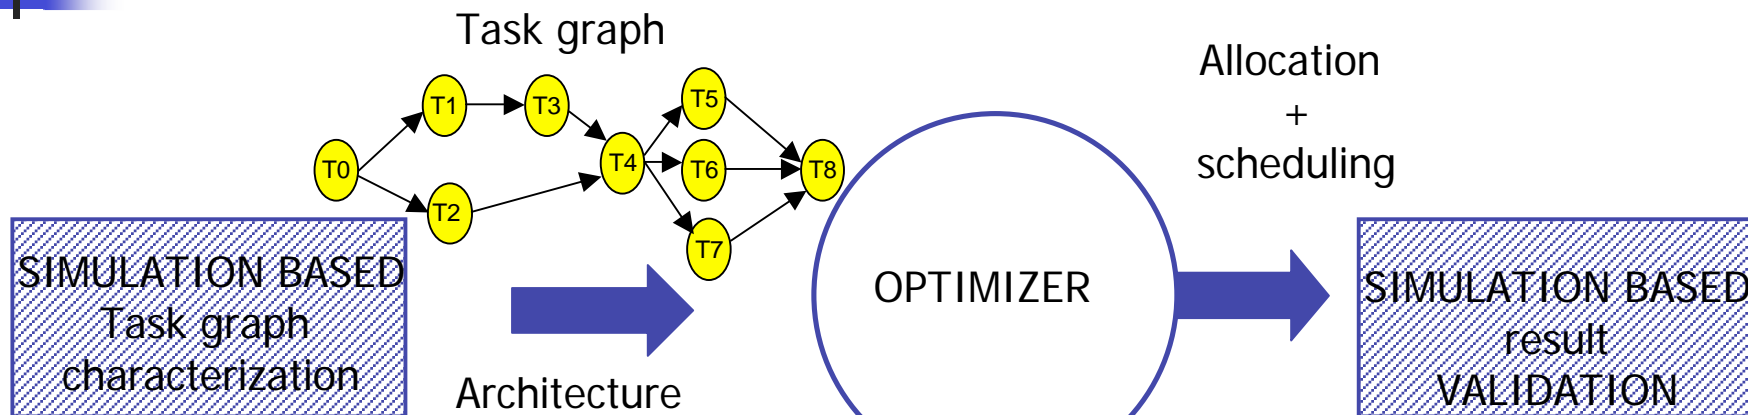 Task graph
T0
T1
T3
T2
T4
T5
T6
T7
T8
SIMULATION BASED
Task graph
characterization
Architecture
OPTIMIZER
Allocation
+
scheduling
SIMULATION BASED
result
VALIDATION